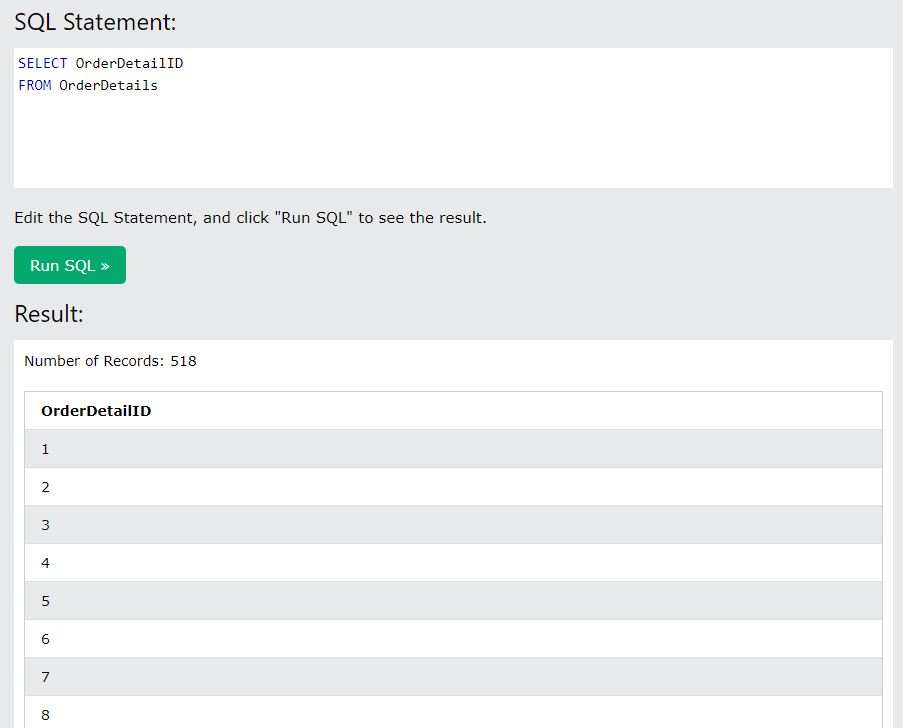 SQL Statement:
SELECT OrderDetailID
FROM OrderDetails
Edit the SQL Statement, and click "Run SQL" to see the result.
Run SQL »
Result:
Number of Records: 518
OrderDetailID
1
2
3
4
5
6
7
8